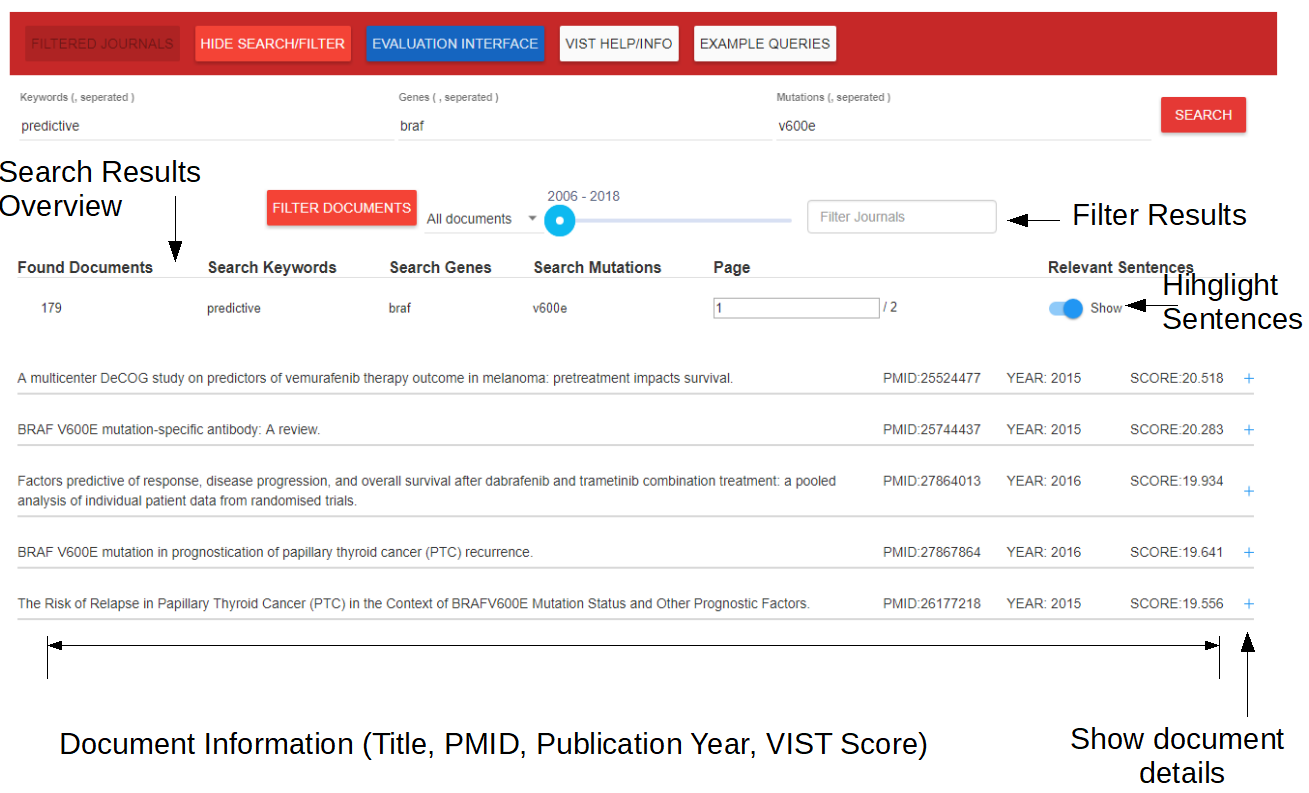 FILTERED JOURNALS HIDE SEARCH/FILTER EVALUATION INTERFACE VIST HELP/INFO EXAMPLE QUERIES
Keywords (, seperated ) Genes ( , seperated ) Mutations (, seperated )
predictive braf v600e SEARCH
Search Results
Overview
2006 - 2018
FILTER DOCUMENTS All documents Filter Journals Filter Results
Found Documents Search Keywords Search Genes Search Mutations Page Relevant Sentences
179 predictive braf v600e 1 / 2 Show
Hihglight
Sentences
A multicenter DeCOG study on predictors of vemurafenib therapy outcome in melanoma: pretreatment impacts survival. PMID:25524477 YEAR: 2015 SCORE:20.518 +
BRAF V600E mutation-specific antibody: A review. PMID:25744437 YEAR: 2015 SCORE:20.283 +
Factors predictive of response, disease progression, and overall survival after dabrafenib and trametinib combination treatment: a pooled PMID:27864013 YEAR: 2016 SCORE:19.934 +
analysis of individual patient data from randomised trials.
BRAF V600E mutation in prognostication of papillary thyroid cancer (PTC) recurrence. PMID:27867864 YEAR: 2016 SCORE:19.641 +
The Risk of Relapse in Papillary Thyroid Cancer (PTC) in the Context of BRAFV600E Mutation Status and Other Prognostic Factors. PMID:26177218 YEAR: 2015 SCORE:19.556 +
Document Information (Title, PMID, Publication Year, VIST Score)
Show document
details